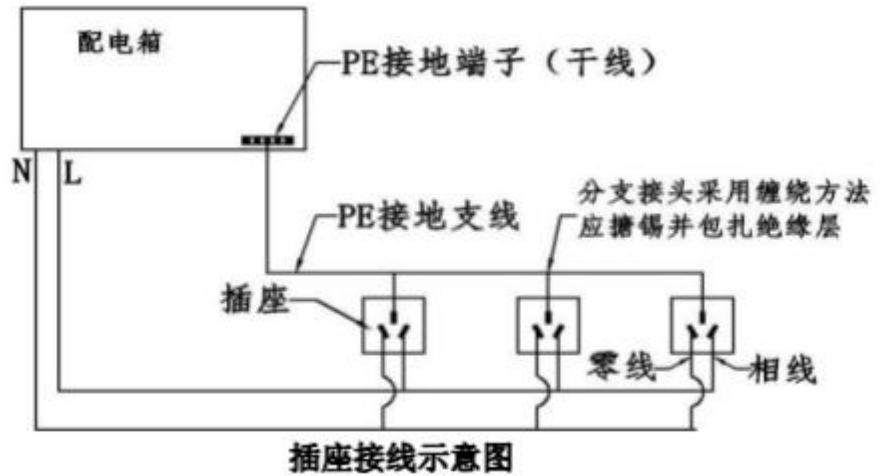 配电箱
PE接地端子（干线）
N
L
分支接头采用缠绕方法
应搪锡并包扎绝缘层
PE接地支线
插座
零线
相线
插座接线示意图